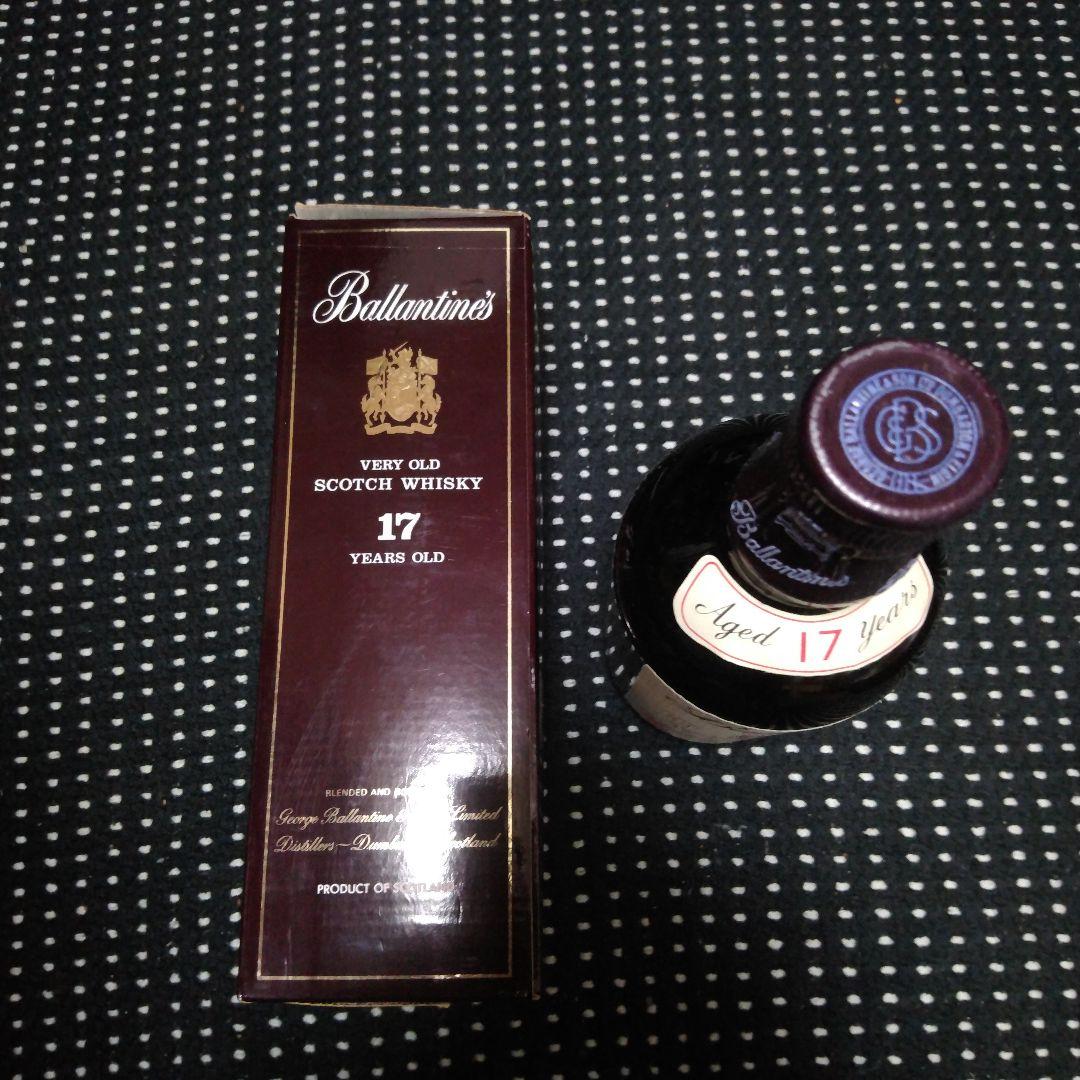 Ballantine's
VERY OLD
SCOTCH WHISKY
17
YEARS OLD
BLENDED AND
George Ballantine Limited
Distillers - Scotland
PRODUCT OF SCOTLAND
Ballantine's
Aged 17 Years